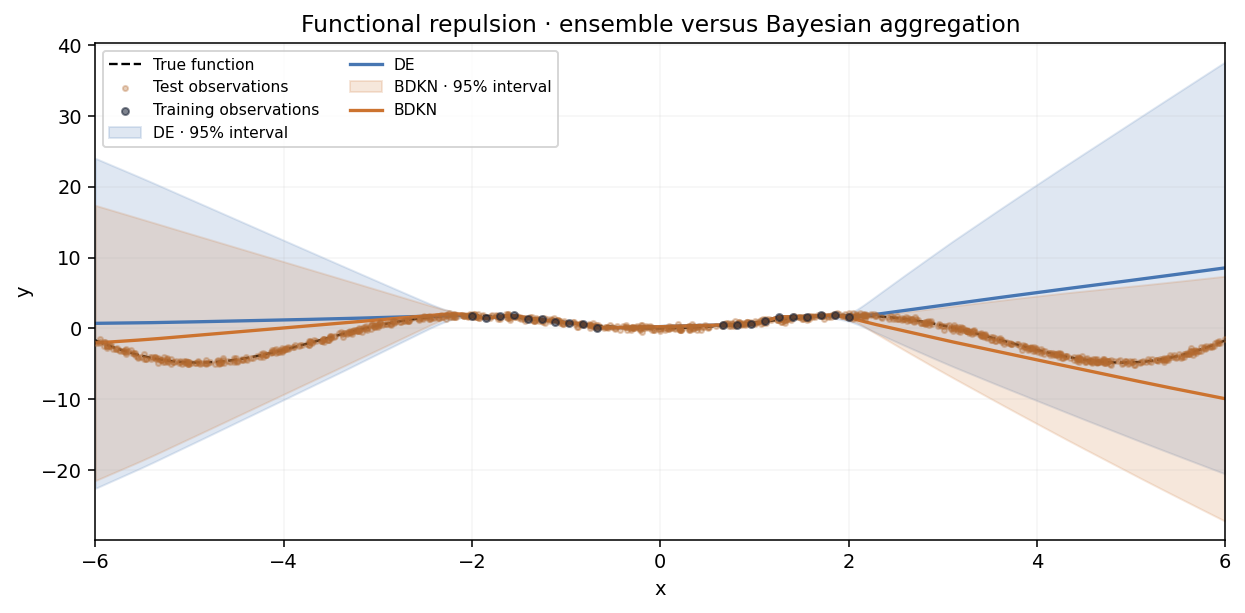 Functional repulsion · ensemble versus Bayesian aggregation
True function
Test observations
Training observations
DE · 95% interval
DE
BDKN · 95% interval
BDKN
40
30
20
10
0
−10
−20
y
−6
−4
−2
0
2
4
6
x